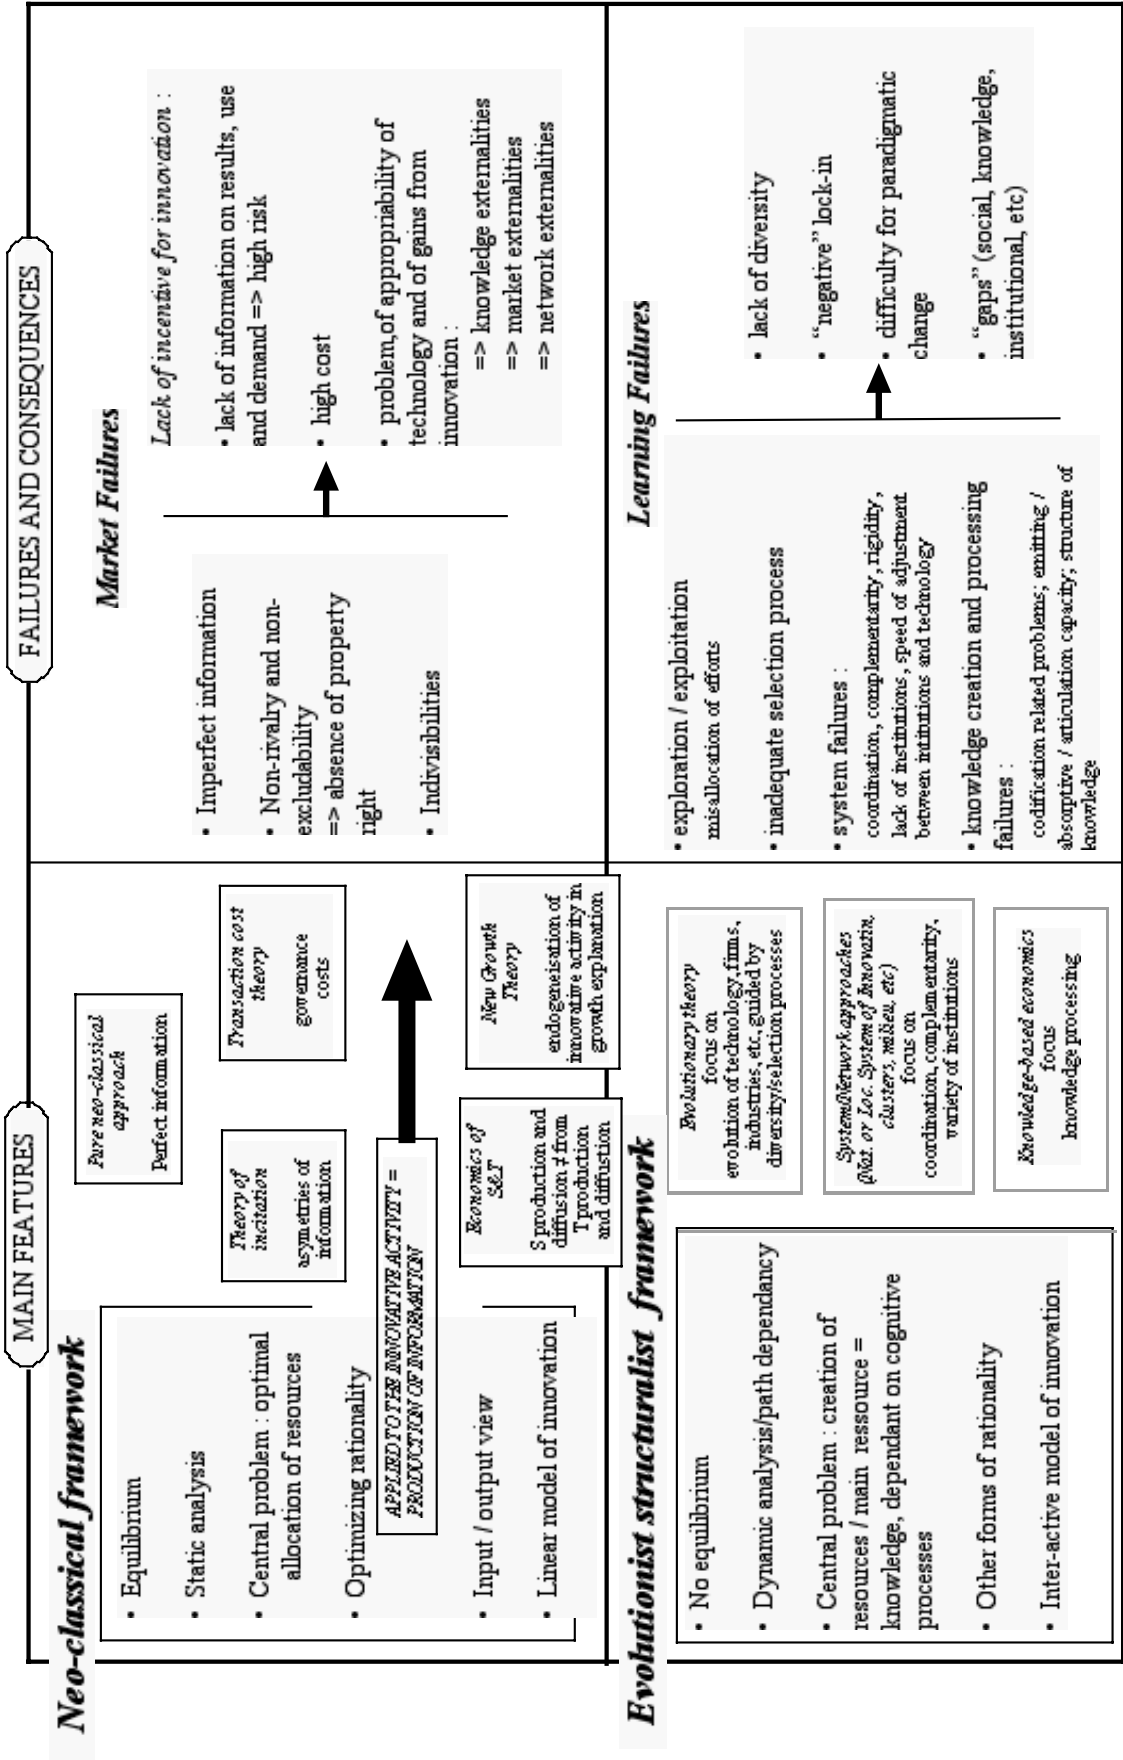 MAIN FEATURES
FAILURES AND CONSEQUENCES
Neo-classical framework
• Equilibrium
• Static analysis
• Central problem : optimal
allocation of resources
• Optimizing rationality
APPLIED TO THE INNOVATIVE ACTIVITY =
PRODUCTION OF INFORMATION
• Input / output view
• Linear model of innovation
Pure neo-classical
approach
Perfect information
Theory of
incitation
asymetries of
information
Transaction cost
theory
governance
costs
Economics of
S&T
S production and
diffusion ≠ from
T production
and diffustion
New Growth
Theory
endogeneisation of
innovative activity in
growth explanation
Market Failures
• Imperfect information
• Non-rivalry and non-
excludability
=> absence of property
right
• Indivisibilities
Lack of incentive for innovation :
• lack of information on results, use
and demand => high risk
• high cost
• problem,of appropriability of
technology and of gains from
innovation :
=> knowledge externalities
=> market externalities
=> network externalities
Evolutionist structuralist framework
• No equilibrium
• Dynamic analysis/path dependancy
• Central problem : creation of
resources / main ressource =
knowledge, dependant on cognitive
processes
• Other forms of rationality
• Inter-active model of innovation
Evolutionary theory
focus on
evolution of technology,firms,
industries, etc, guided by
diversity/selection processes
System/Network approaches
(Nat. or Loc. System of Innovatin,
clusters, milieu, etc)
focus on
coordination, complementarity,
variety of institutions
Knowledge-based economics
focus
knowledge processing
Learning Failures
• exploration / exploitation
misallocation of efforts
• inadequate selection process
• system failures :
coordination, complementarity, rigidity,
lack of institutions, speed of adjustment
between intitutions and technology
• knowledge creation and processing
failures :
codification related problems; emitting /
absorptive / articulation capacity; structure of
knowledge
• lack of diversity
• “negative” lock-in
• difficulty for paradigmatic
change
• “gaps” (social, knowledge,
institutional, etc)